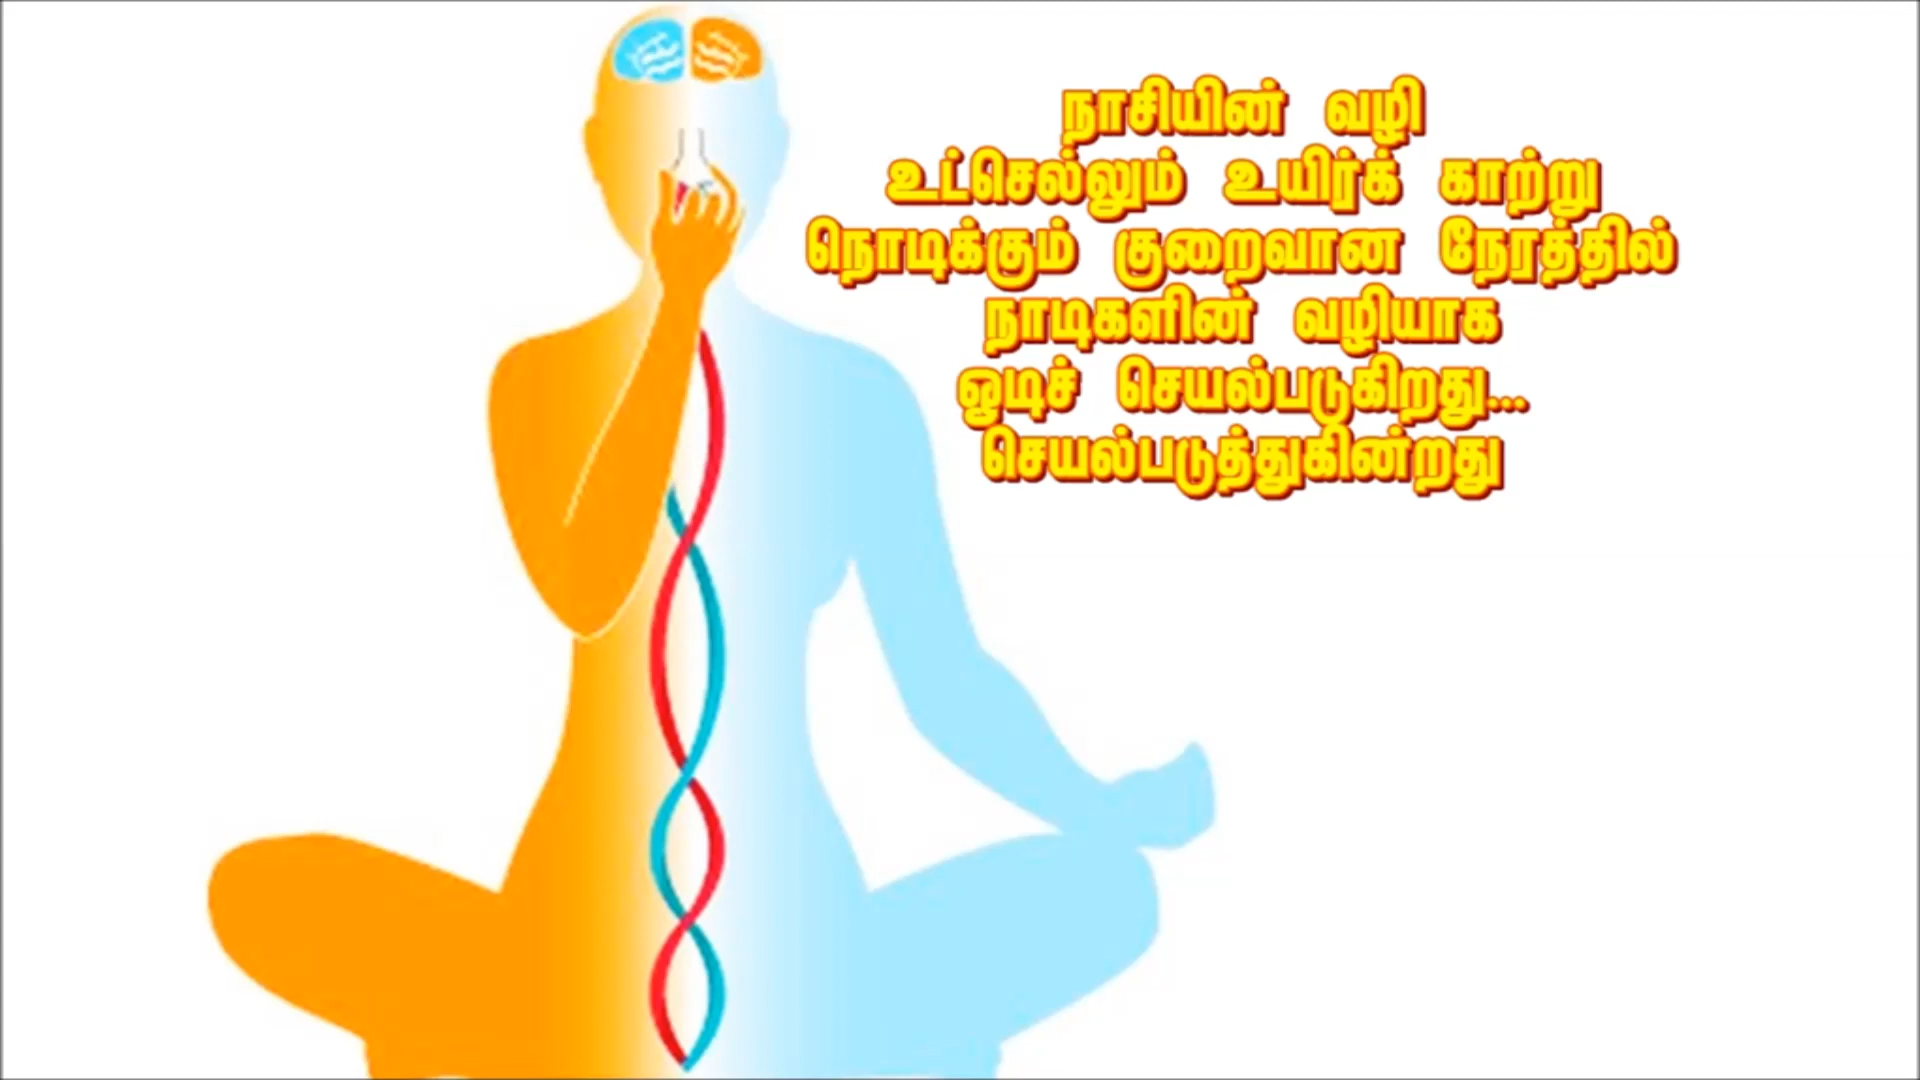 நாசியின் வழி
உட்செல்லும் உயிர்க் காற்று
நொடிக்கும் குறைவான நேரத்தில்
நாடிகளின் வழியாக
ஓடிச் செயல்படுகிறது...
செயல்படுத்துகின்றது